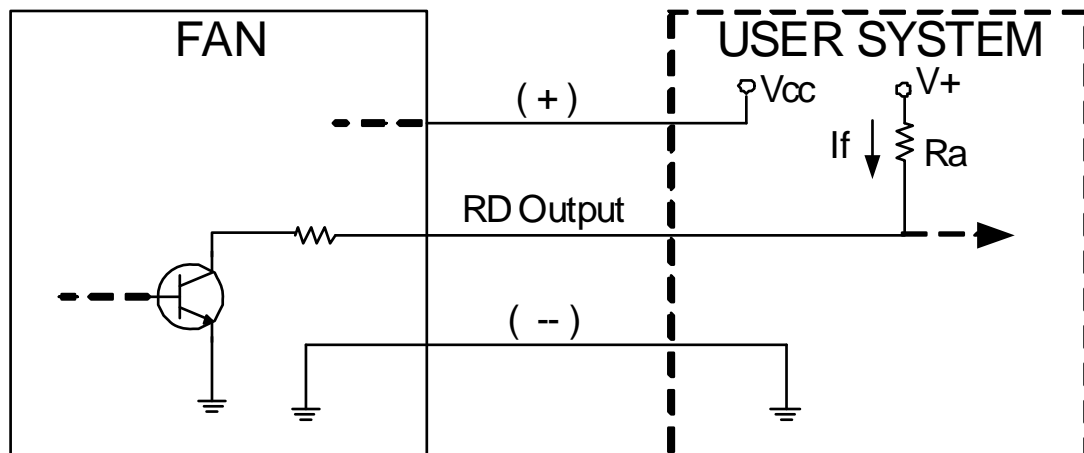 FAN
USER SYSTEM
( + )
Vcc
V+
If
Ra
RD Output
( -- )